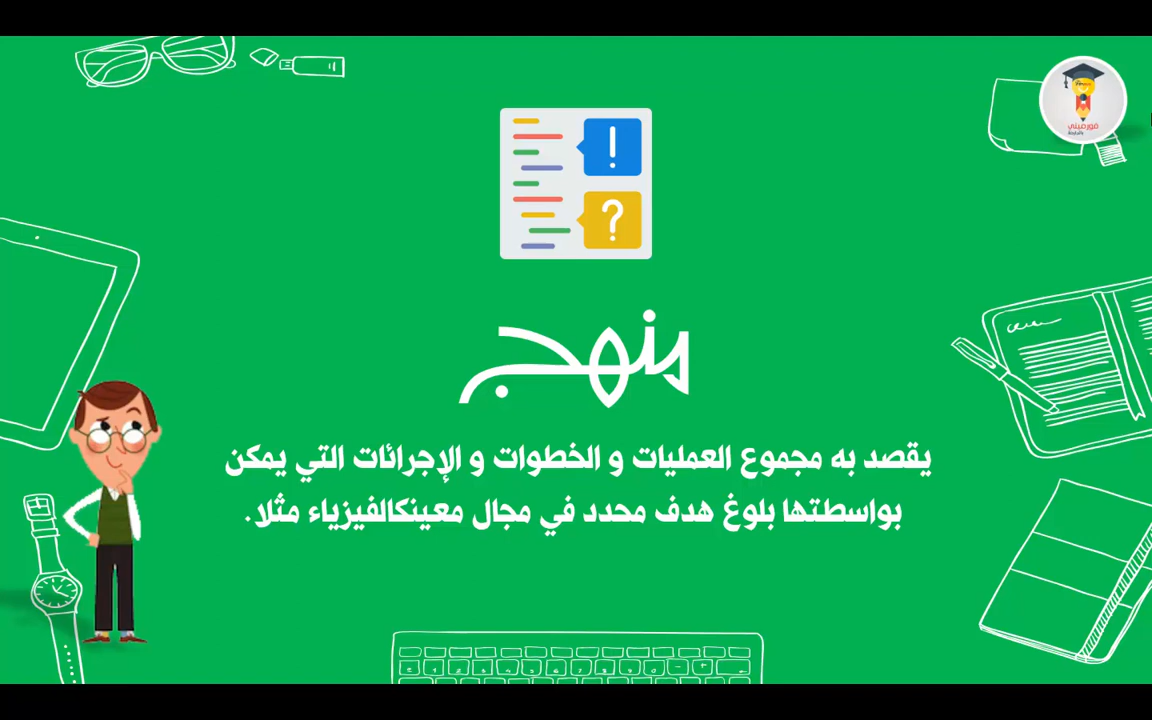 منهج
يقصد به مجموع العمليات و الخطوات و الإجرائات التي يمكن
بواسطتها بلوغ هدف محدد في مجال معينكالفيزياء مثلا.